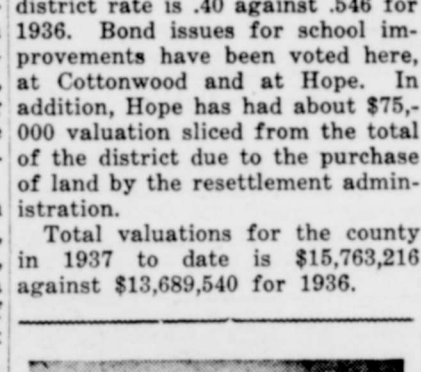 district rate is .40 against .546 for
1936. Bond issues for school im-
provements have been voted here,
at Cottonwood and at Hope. In
addition, Hope has had about $75,-
000 valuation sliced from the total
of the district due to the purchase
of land by the resettlement admin-
istration.
Total valuations for the county
in 1937 to date is $15,763,216
against $13,689,540 for 1936.